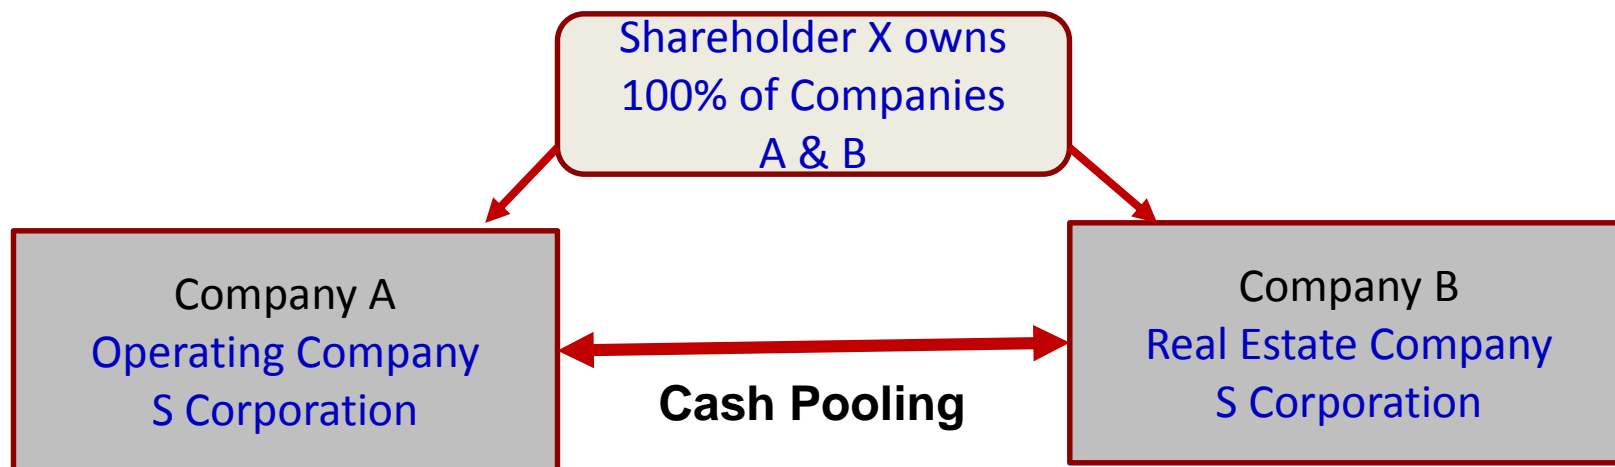 Shareholder X owns
100% of Companies
A & B
Company A
Operating Company
S Corporation
Cash Pooling
Company B
Real Estate Company
S Corporation